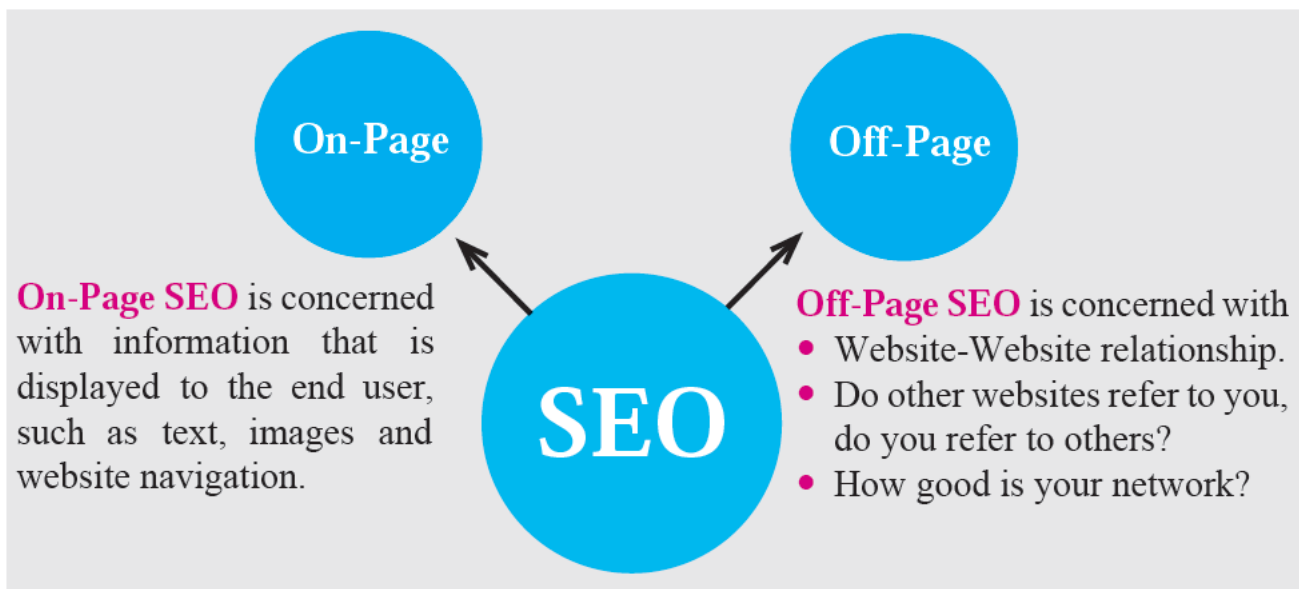 On-Page
Off-Page
On-Page SEO is concerned
with information that is
displayed to the end user,
such as text, images and
website navigation.
SEO
Off-Page SEO is concerned with
• Website-Website relationship.
• Do other websites refer to you,
do you refer to others?
• How good is your network?